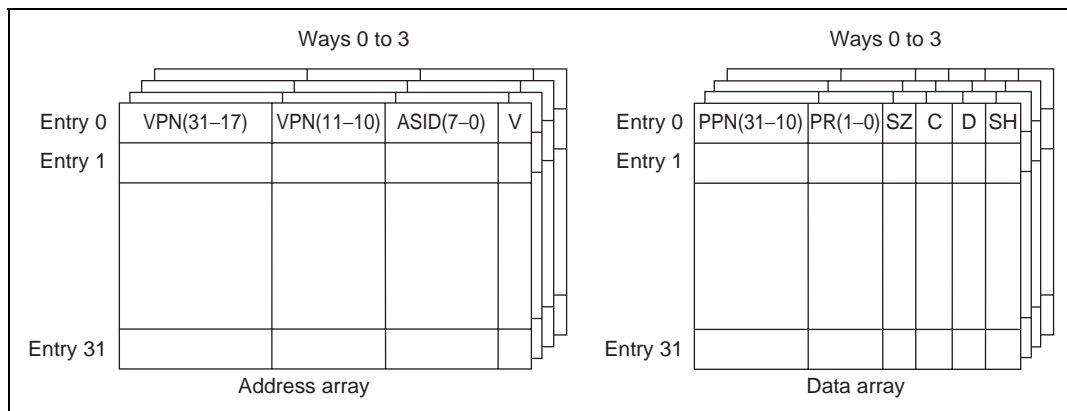 Ways 0 to 3
Entry 0 VPN(31–17) VPN(11–10) ASID(7–0) V
Entry 1
Entry 31
Address array
Ways 0 to 3
Entry 0 PPN(31–10) PR(1–0) SZ C D SH
Entry 1
Entry 31
Data array